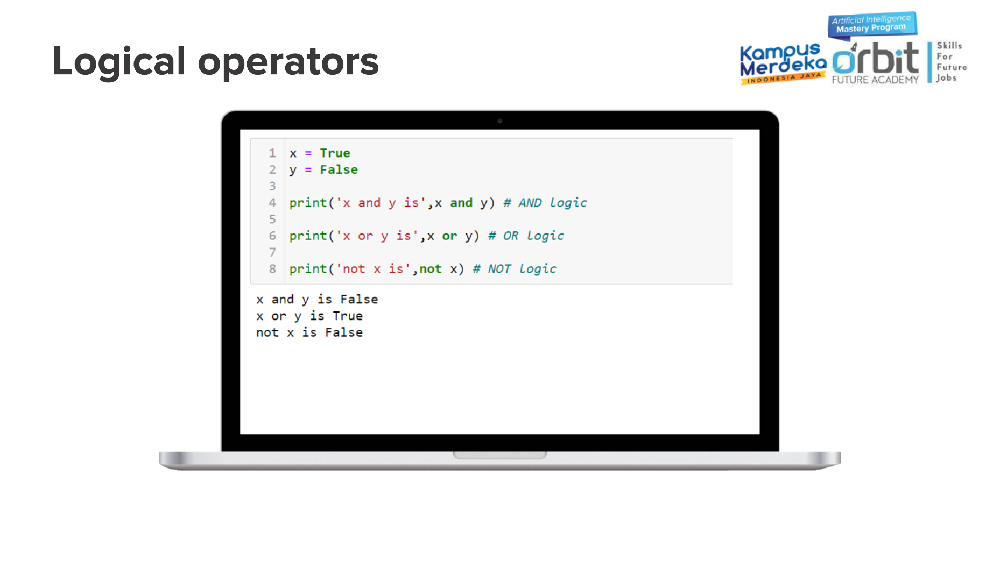 Logical operators
Artificial Intelligence
Mastery Program
Kampus
Merdeka
INDONESIA JAYA
orbit
FUTURE ACADEMY
Skills
For
Future
Jobs
1 x = True
2 y = False
3
4 print('x and y is',x and y) # AND logic
5
6 print('x or y is',x or y) # OR logic
7
8 print('not x is',not x) # NOT logic
x and y is False
x or y is True
not x is False